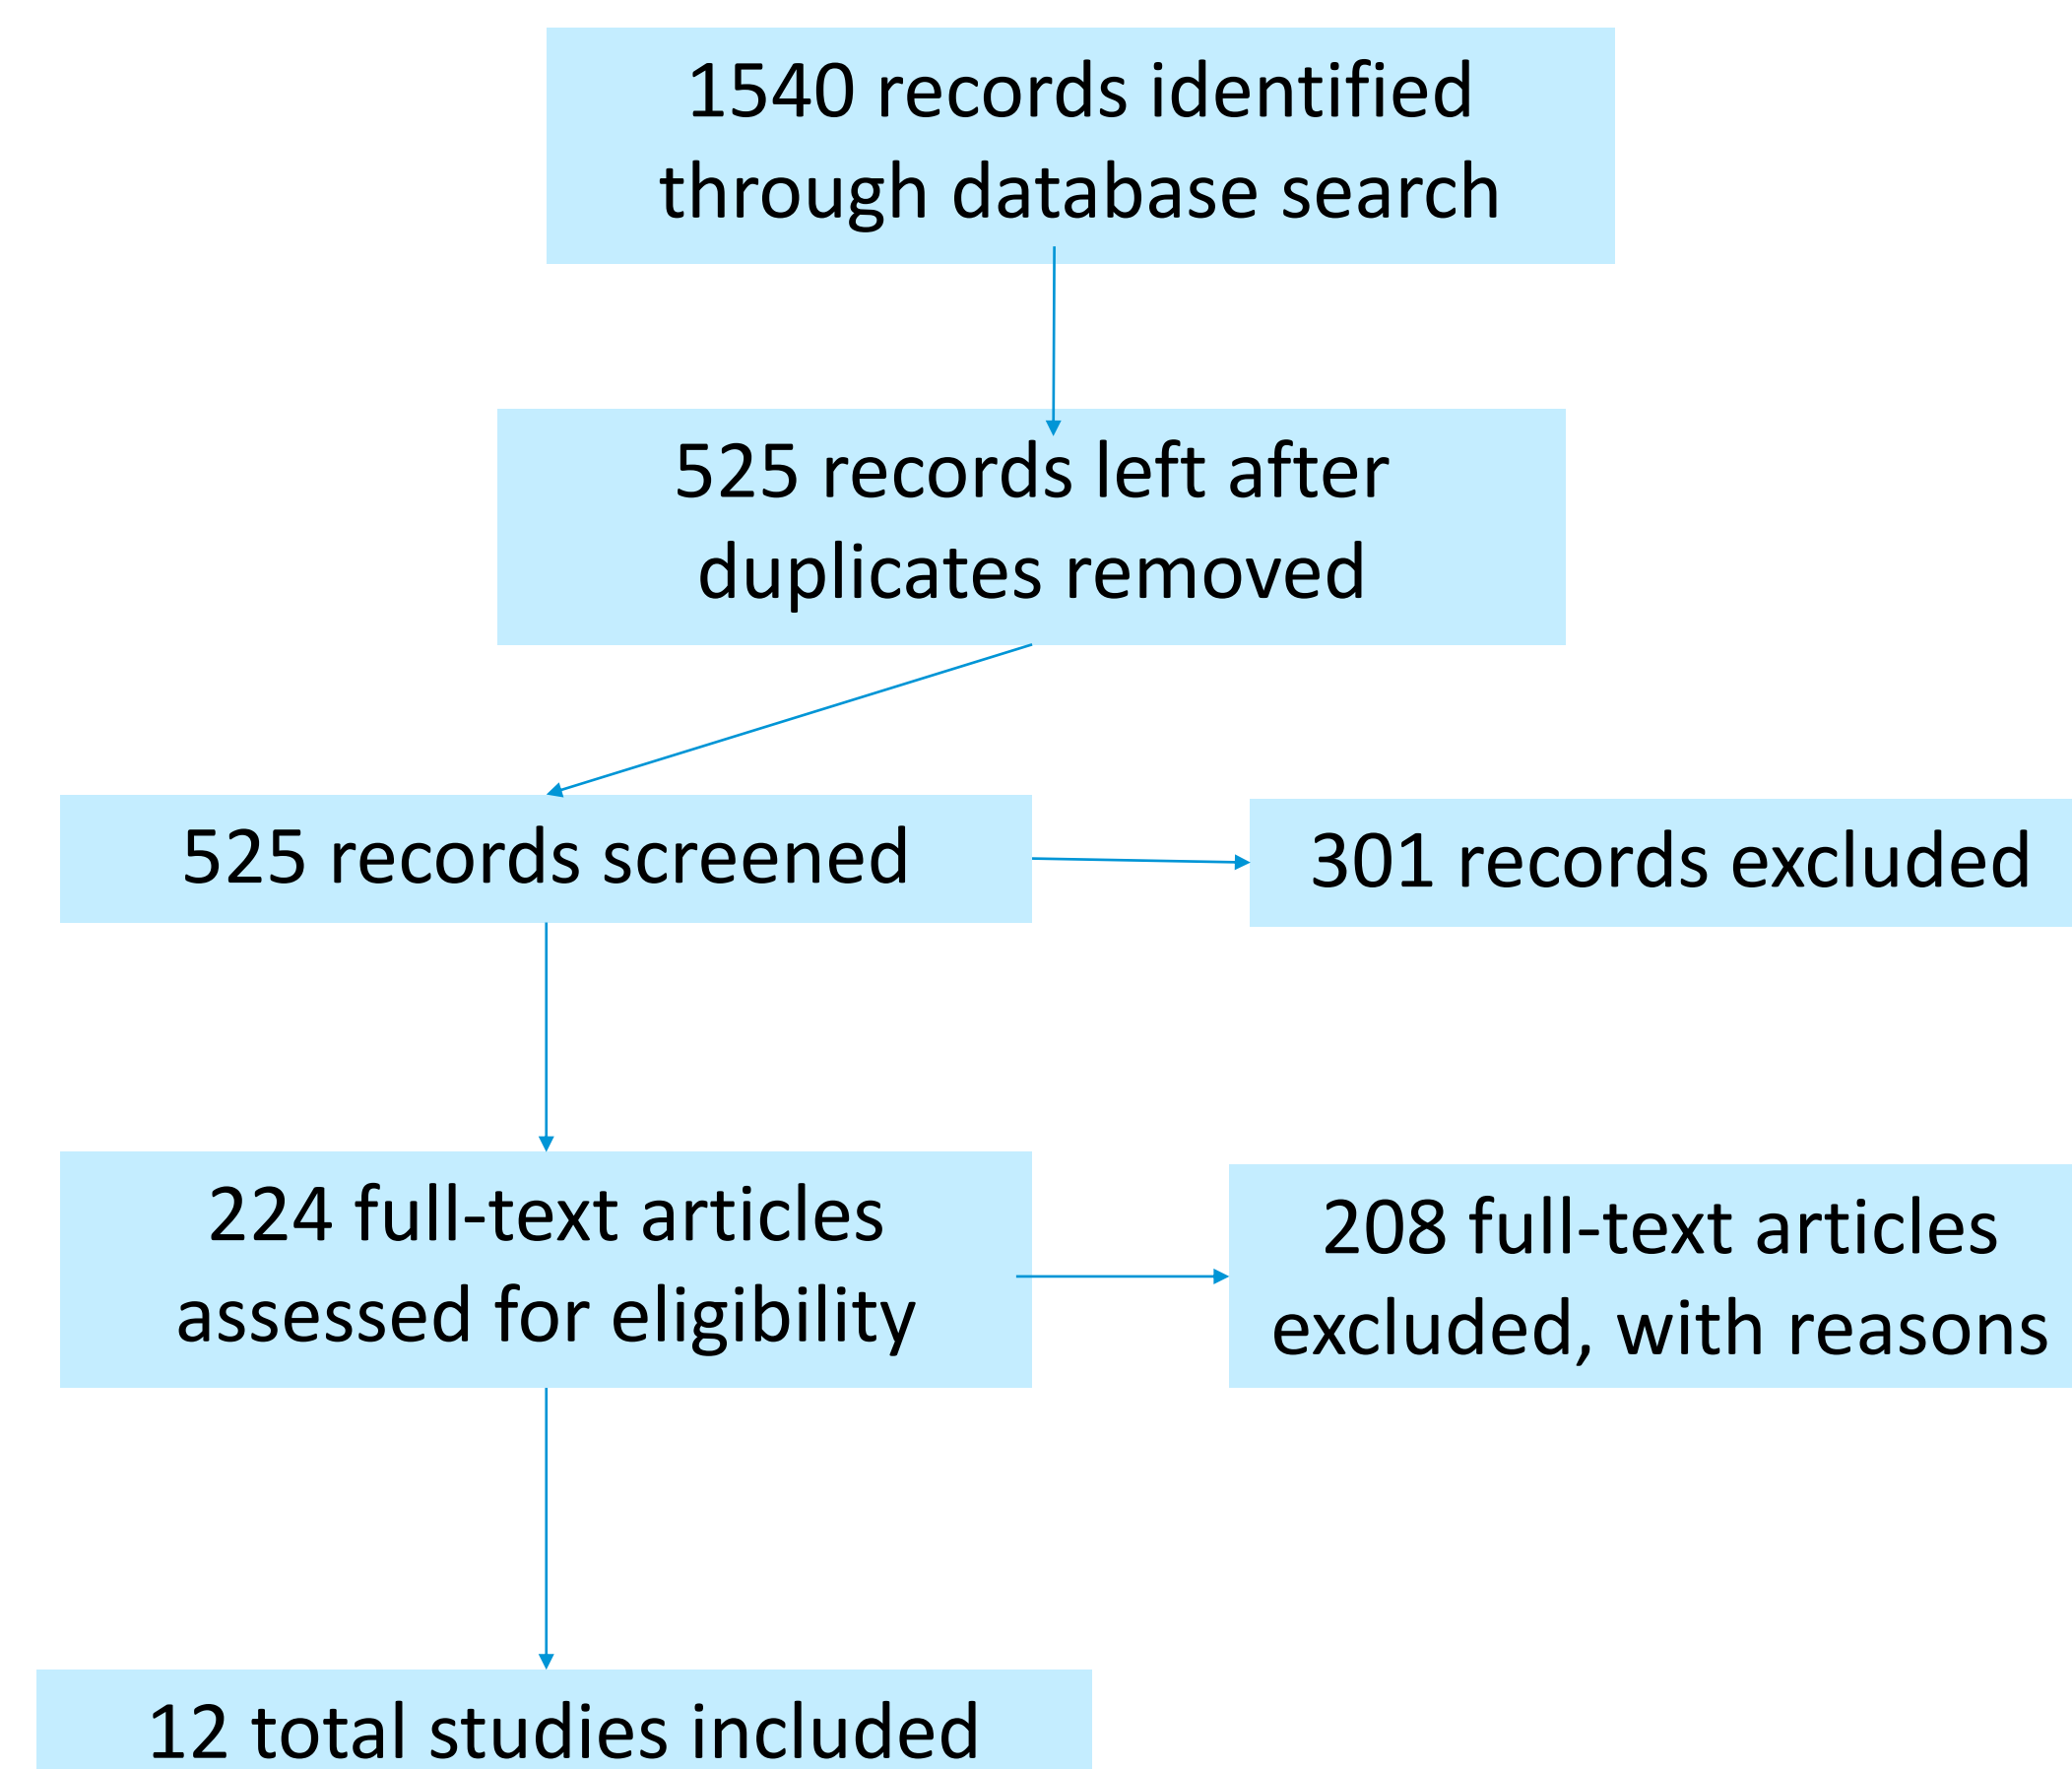 1540 records identified
through database search
525 records left after
duplicates removed
525 records screened
301 records excluded
224 full-text articles
assessed for eligibility
208 full-text articles
excluded, with reasons
12 total studies included